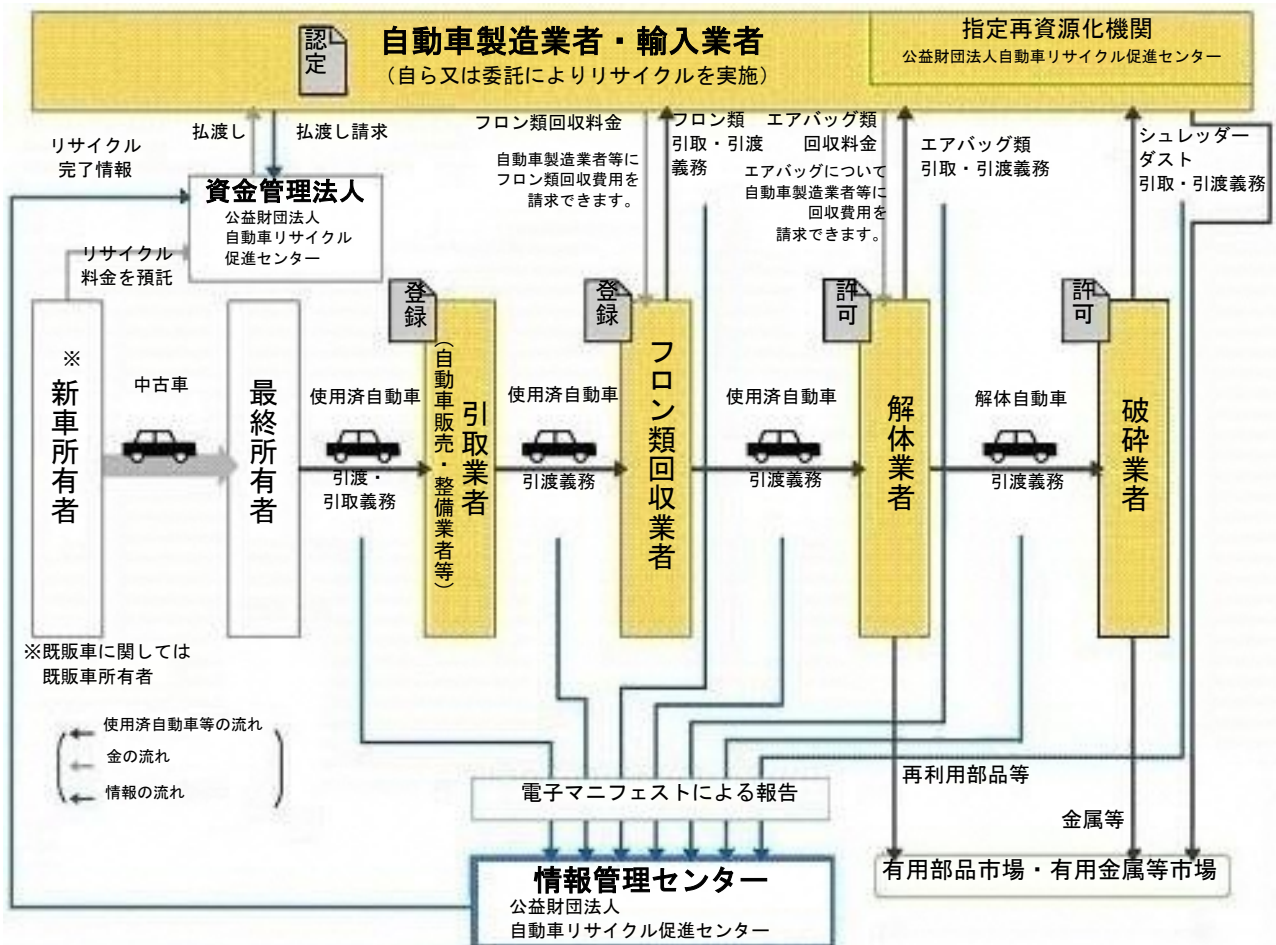 認定
自動車製造業者・輸入業者
（自ら又は委託によりリサイクルを実施）
指定再資源化機関
公益財団法人自動車リサイクル促進センター
リサイクル
完了情報
払渡し
払渡し請求
フロン類回収料金
自動車製造業者等に
フロン類回収費用を
請求できます。
フロン類
引取・引渡
義務
エアバッグ類
回収料金
エアバッグについて
自動車製造業者等に
回収費用を
請求できます。
エアバッグ類
引取・引渡義務
シュレッダー
ダスト
引取・引渡義務
資金管理法人
公益財団法人
自動車リサイクル
促進センター
リサイクル
料金を預託
※
新車所有者
中古車
最終所有者
使用済自動車
引渡・
引取義務
登録
引取業者
（自動車販売・整備業者等）
使用済自動車
引渡義務
登録
フロン類回収業者
使用済自動車
引渡義務
許可
解体業者
解体自動車
引渡義務
許可
破砕業者
※既販車に関しては
既販車所有者
使用済自動車等の流れ
金の流れ
情報の流れ
電子マニフェストによる報告
再利用部品等
金属等
情報管理センター
公益財団法人
自動車リサイクル促進センター
有用部品市場・有用金属等市場